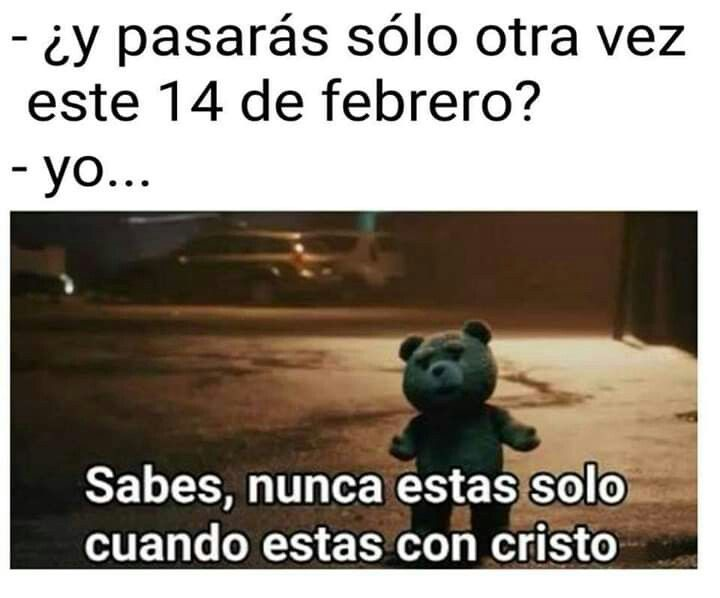 - ¿y pasarás sólo otra vez
este 14 de febrero?
- yo...
Sabes, nunca estas solo
cuando estas con cristo